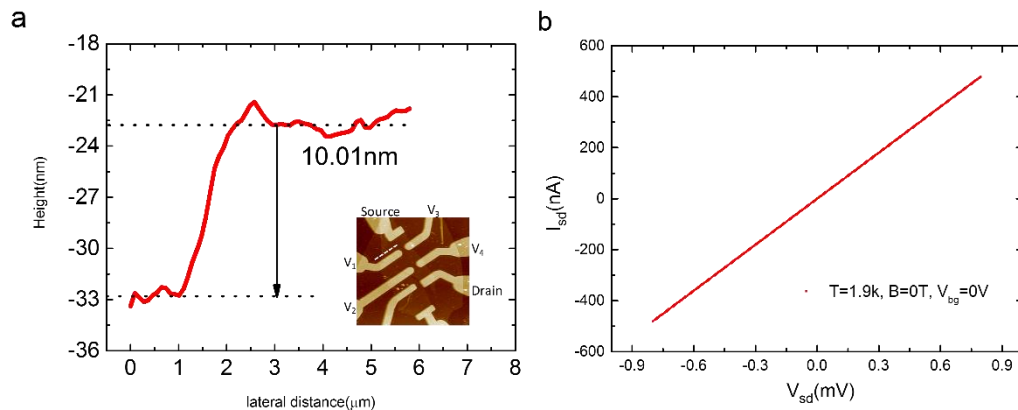 a
-18
-21
-24
-27
-30
-33
-36
Height(nm)
10.01nm
Source
V3
V1
V4
V2
Drain
0 1 2 3 4 5 6 7 8
lateral distance(μm)
b
600
400
200
0
-200
-400
-600
Isd(nA)
T=1.9k, B=0T, Vbg=0V
-0.9 -0.6 -0.3 0.0 0.3 0.6 0.9
Vsd(mV)